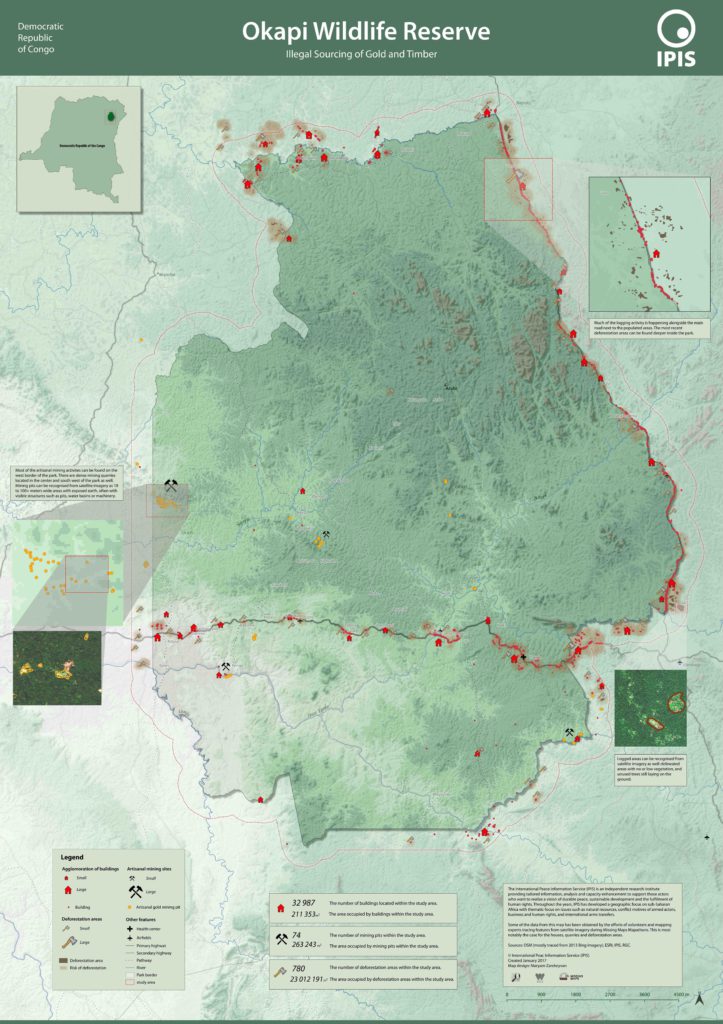 Democratic
Republic
of Congo
Okapi Wildlife Reserve
Illegal Sourcing of Gold and Timber
IPIS
Democratic Republic of the Congo
Much of the logging activity is happening alongside the main
road next to the populated areas. The most recent
deforestation areas can be found deeper inside the park.
Most of the artisanal mining activities can be found on the
west border of the park. There are dense mining quarries
located in the center and south west of the park as well.
Mining pits can be recognised from satellite imagery as 10
to 100+ meters wide areas with exposed earth, often with
visible structures such as pits, water basins or machinery.
Logged areas can be recognised from
satellite imagery as well-delineated
areas with no or low vegetation, and
unused trees still laying on the
ground.
Legend
Agglomoration of buildings
Small
Large
Building
Deforestation areas
Small
Large
Deforestation area
Risk of deforestation
Artisanal mining sites
Small
Large
Artisanal gold mining pit
Other features
Health center
Airfields
Primary highway
Secondary highway
Pathway
River
Park border
study area
32 987 The number of buildings located within the study area.
211 353 m² The area occupied by buildings within the study area.
74 The number of mining pits within the study area.
263 243 m² The area occupied by mining pits within the study area.
780 The number of deforestation areas within the study area.
23 012 191 m² The area occupied by deforestation areas within the study area.
The International Peace Information Service (IPIS) is an independent research institute
providing tailored information, analysis and capacity enhancement to support those actors
who want to realise a vision of durable peace, sustainable development and the fulfilment of
human rights. Throughout the years, IPIS has developed a geographic focus on sub-Saharan
Africa with thematic focus on issues such as natural resources, conflict motives of armed actors,
business and human rights, and international arms transfers.
Some of the data from this map has been obtained by the efforts of volunteers and mapping
experts tracing features from satellite imagery during Missing Maps Mapathons. This is most
notably the case for the houses, quarries and deforestation areas.
Sources: OSM (mostly traced from 2013 Bing imagery), ESRI, IPIS, RGC.
© International Peac Information Service (IPIS)
Created January 2017
0 900 1800 2700 3600 4500 m